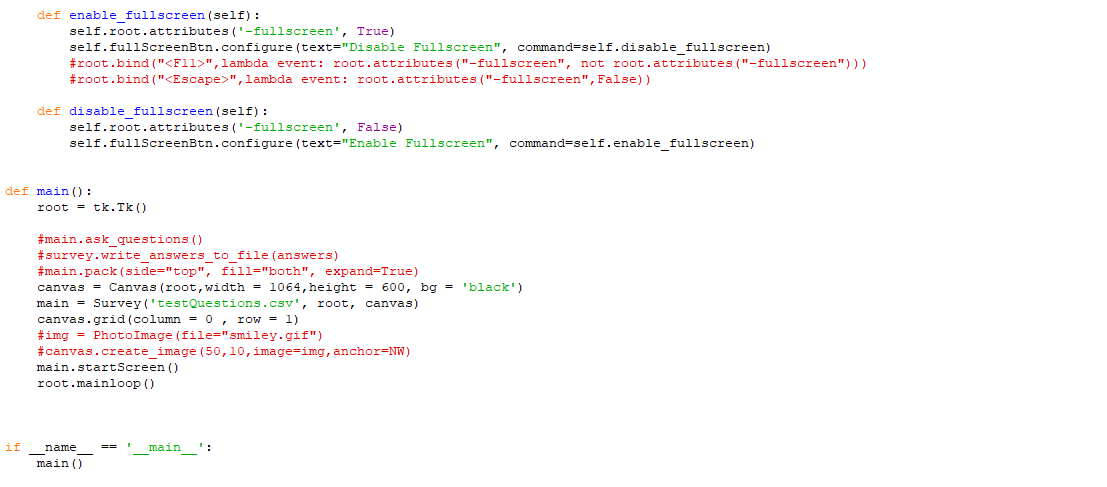 def enable_fullscreen(self):
self.root.attributes('-fullscreen', True)
self.fullScreenBtn.configure(text="Disable Fullscreen", command=self.disable_fullscreen)
#root.bind("<F11>",lambda event: root.attributes("-fullscreen", not root.attributes("-fullscreen")))
#root.bind("<Escape>",lambda event: root.attributes("-fullscreen",False))
def disable_fullscreen(self):
self.root.attributes('-fullscreen', False)
self.fullScreenBtn.configure(text="Enable Fullscreen", command=self.enable_fullscreen)
def main():
root = tk.Tk()
#main.ask_questions()
#survey.write_answers_to_file(answers)
#main.pack(side="top", fill="both", expand=True)
canvas = Canvas(root,width = 1064,height = 600, bg = 'black')
main = Survey('testQuestions.csv', root, canvas)
canvas.grid(column = 0 , row = 1)
#img = PhotoImage(file="smiley.gif")
#canvas.create_image(50,10,image=img,anchor=NW)
main.startScreen()
root.mainloop()
if __name__ == '__main__':
main()